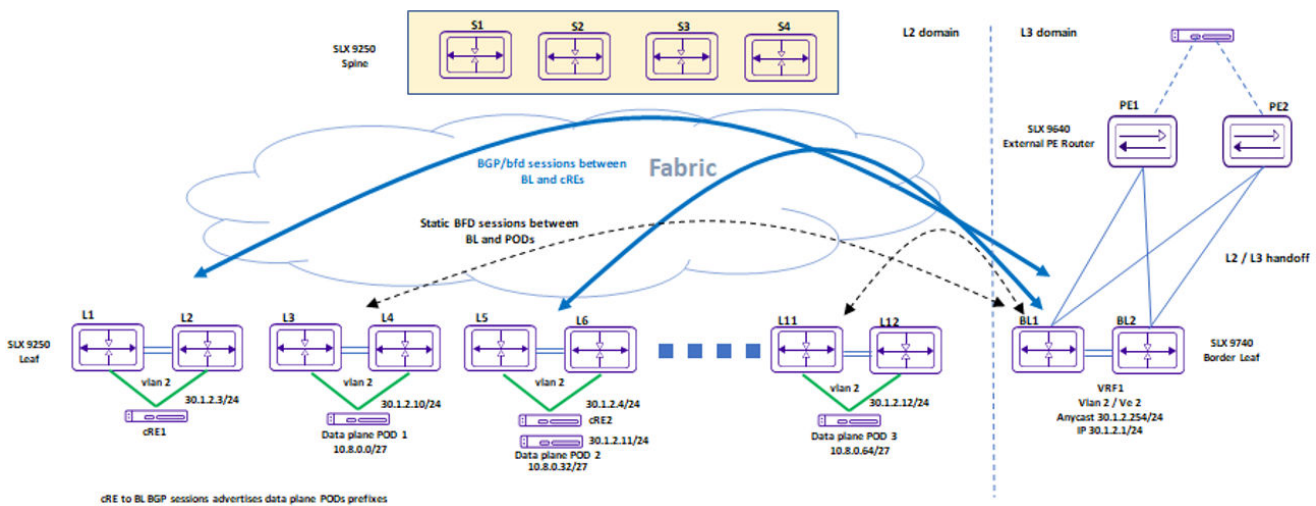 S1
S2
S3
S4
SLX 9250
Spine
L2 domain
L3 domain
PE1
PE2
SLX 9640
External PE Router
BGP/bfd sessions between
BL and cREs
Fabric
Static BFD sessions between
BL and PODs
L2 / L3 handoff
L1
L2
L3
L4
L5
L6
L11
L12
BL1
BL2
SLX 9250
Leaf
SLX 9740
Border Leaf
vlan 2
vlan 2
vlan 2
vlan 2
30.1.2.3/24
30.1.2.10/24
30.1.2.4/24
30.1.2.12/24
cRE1
Data plane POD 1
10.8.0.0/27
cRE2
30.1.2.11/24
Data plane POD 2
10.8.0.32/27
Data plane POD 3
10.8.0.64/27
VRF1
Vlan 2 / Ve 2
Anycast 30.1.2.254/24
IP 30.1.2.1/24
cRE to BL BGP sessions advertises data plane PODs prefixes